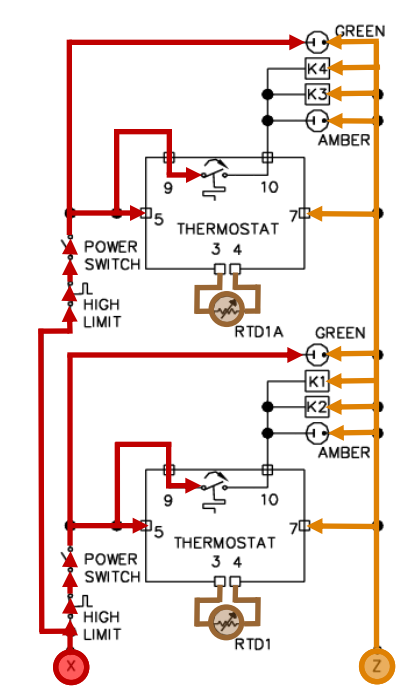 GREEN
K4
K3
AMBER
9
10
5
THERMOSTAT
7
3 4
POWER
SWITCH
HIGH
LIMIT
RTD1A
GREEN
K1
K2
AMBER
9
10
5
THERMOSTAT
7
3 4
POWER
SWITCH
HIGH
LIMIT
RTD1
X
Z